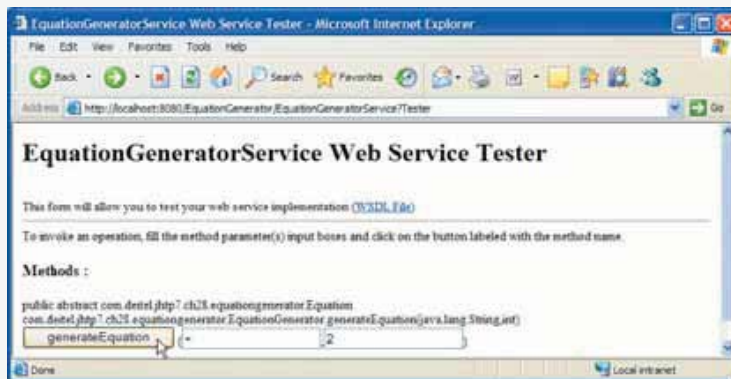 EquationGeneratorService Web Service Tester - Microsoft Internet Explorer
File Edit View Favorites Tools Help
Back Search Favorites
Address http://localhost:8080/EquationGenerator/EquationGeneratorService?Tester Go
EquationGeneratorService Web Service Tester
This form will allow you to test your web service implementation (WSDL File)
To invoke an operation, fill the method parameter(s) input boxes and click on the button labeled with the method name.
Methods :
public abstract com.deitel.jhtp7.ch28.equationgenerator.Equation
com.deitel.jhtp7.ch28.equationgenerator.EquationGenerator.generateEquation(java.lang.String,int)
generateEquation (- ,2 )
Done Local intranet